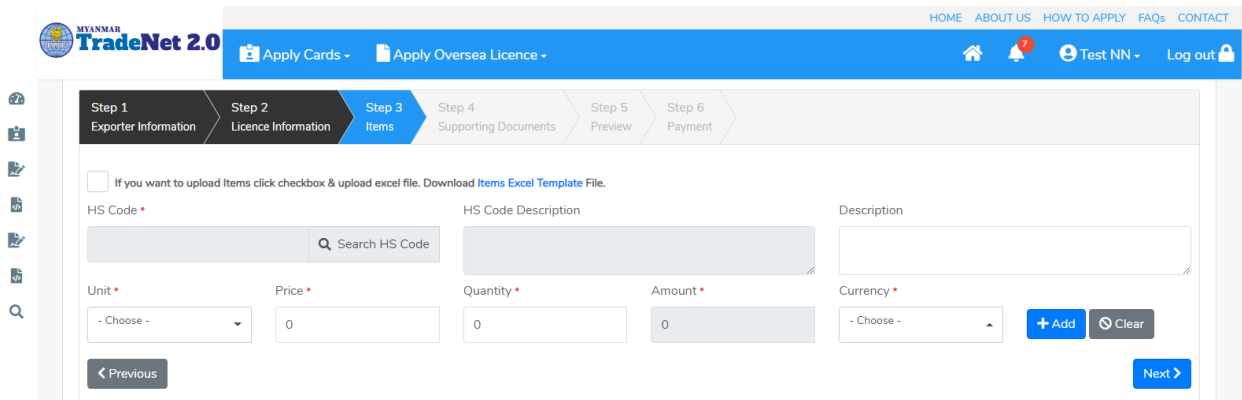 HOME ABOUT US HOW TO APPLY FAQs CONTACT
MYANMAR
TradeNet 2.0
Apply Cards
Apply Oversea Licence
7
Test NN
Log out
Step 1
Exporter Information
Step 2
Licence Information
Step 3
Items
Step 4
Supporting Documents
Step 5
Preview
Step 6
Payment
If you want to upload Items click checkbox & upload excel file. Download Items Excel Template File.
HS Code *
HS Code Description
Description
Search HS Code
Unit *
Price *
Quantity *
Amount *
Currency *
- Choose -
0
0
0
- Choose -
+ Add
Clear
Previous
Next